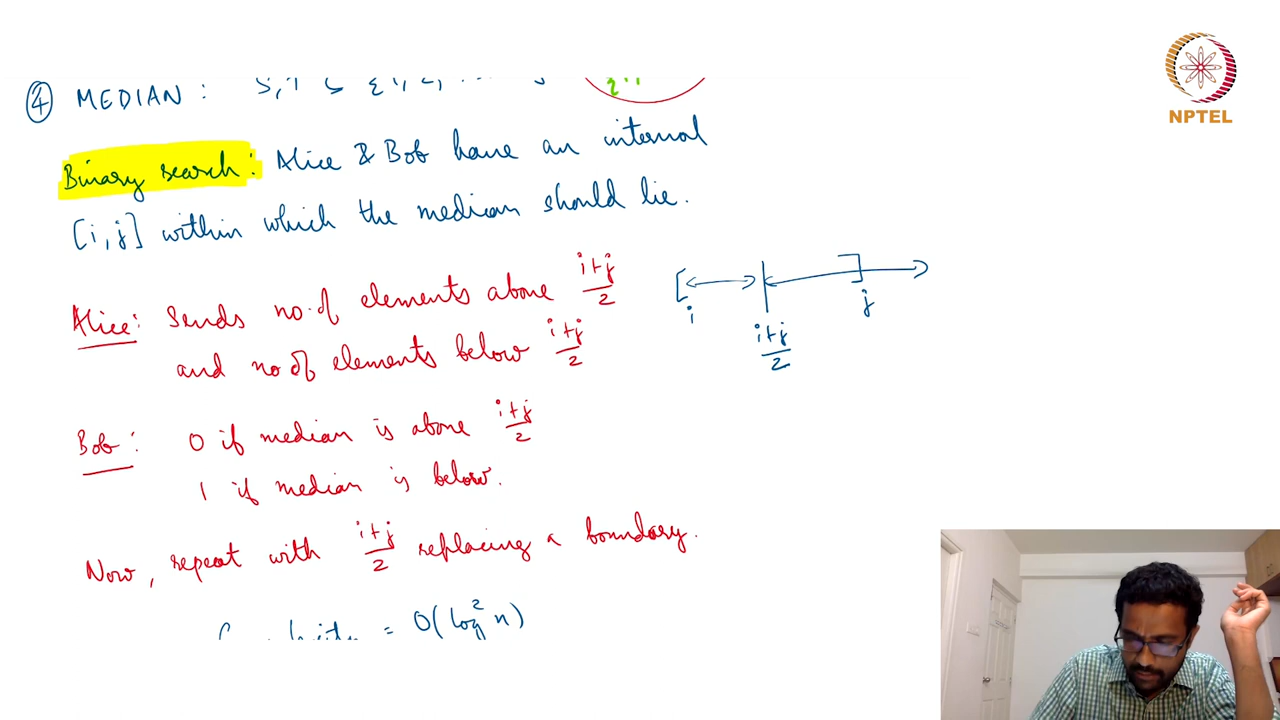 ④ MEDIAN : S, T ⊆ {1, 2,
Binary search: Alice & Bob have an interval
[i, j] within which the median should lie.
Alice: Sends no. of elements above i+j/2
and no. of elements below i+j/2
Bob: 0 if median is above i+j/2
1 if median is below.
Now, repeat with i+j/2 replacing a boundary.
= O(log² n)
i
i+j/2
j
NPTEL